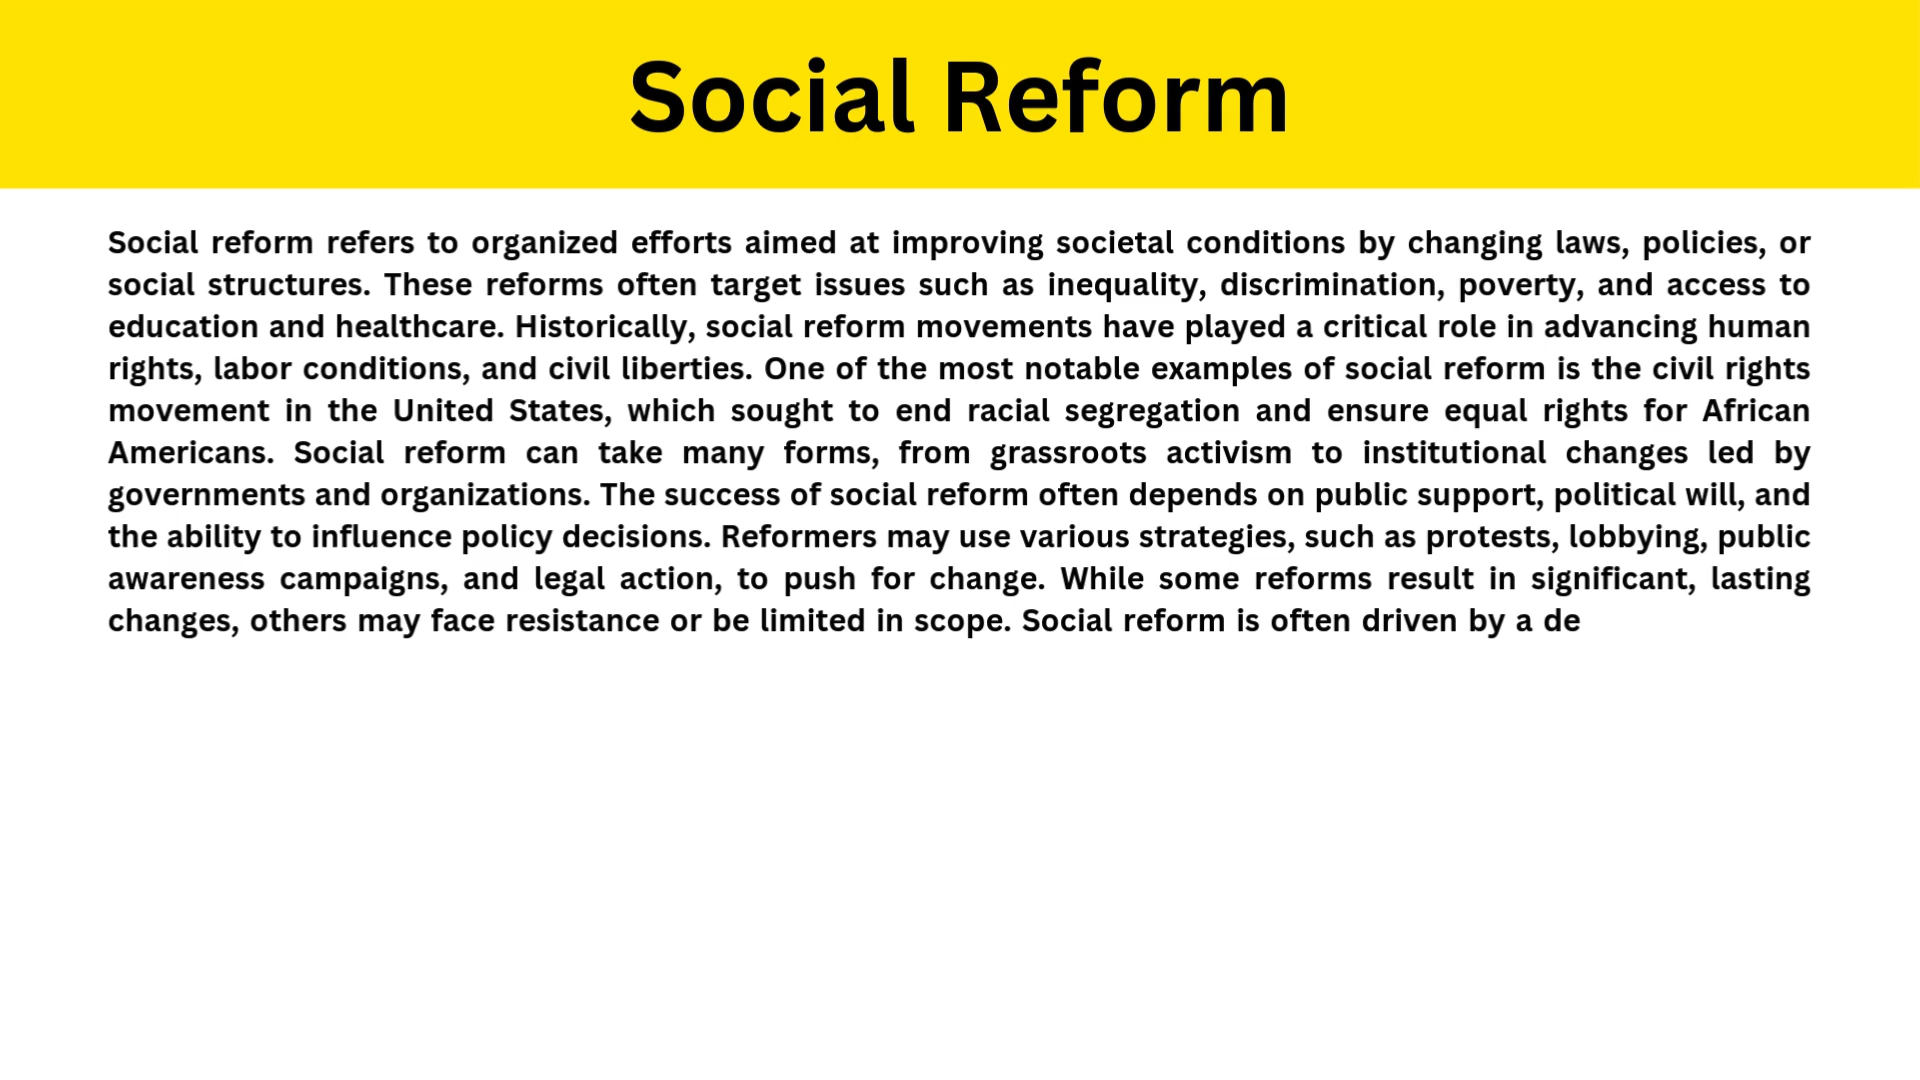 Social Reform
Social reform refers to organized efforts aimed at improving societal conditions by changing laws, policies, or
social structures. These reforms often target issues such as inequality, discrimination, poverty, and access to
education and healthcare. Historically, social reform movements have played a critical role in advancing human
rights, labor conditions, and civil liberties. One of the most notable examples of social reform is the civil rights
movement in the United States, which sought to end racial segregation and ensure equal rights for African
Americans. Social reform can take many forms, from grassroots activism to institutional changes led by
governments and organizations. The success of social reform often depends on public support, political will, and
the ability to influence policy decisions. Reformers may use various strategies, such as protests, lobbying, public
awareness campaigns, and legal action, to push for change. While some reforms result in significant, lasting
changes, others may face resistance or be limited in scope. Social reform is often driven by a de